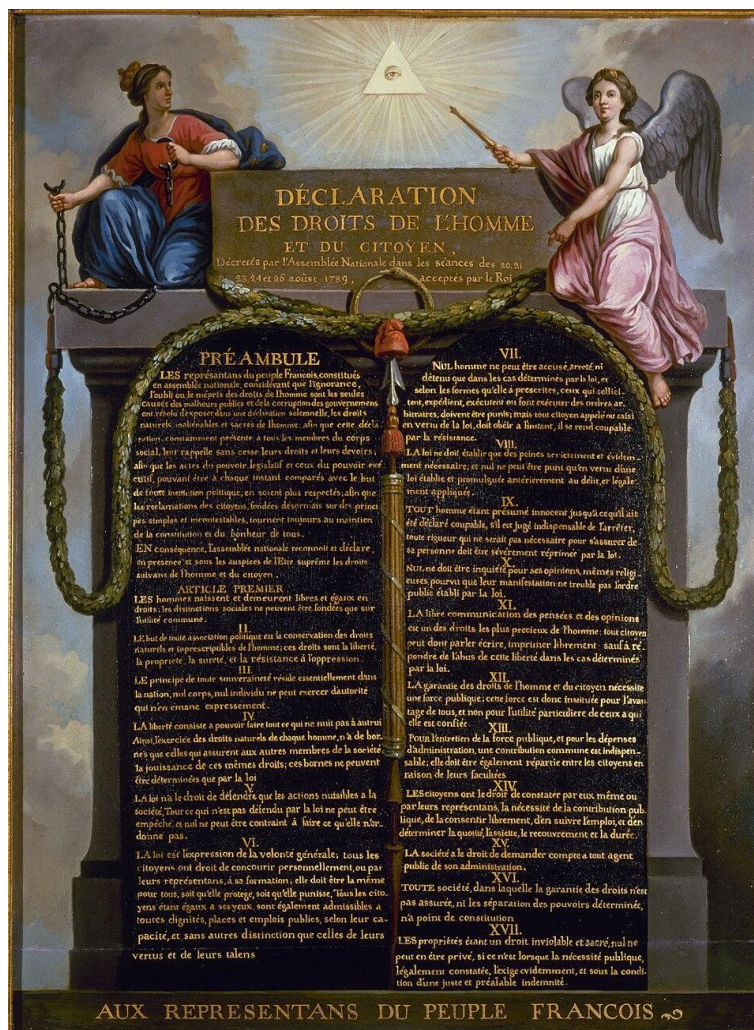 DÉCLARATION
DES DROITS DE L'HOMME
ET DU CITOYEN,
Décretés par l'Assemblée Nationale dans les séances des 20, 21
23, 24 et 26 août 1789, acceptés par le Roi
PRÉAMBULE
LES représentans du peuple François, constitués
en assemblée nationale, considérant que l'ignorance,
l'oubli ou le mépris des droits de l'homme sont les seules
causes des malheurs publics et de la corruption des gouvernemens
ont résolu d'exposer dans une déclaration solemnelle, les droits
naturels, inaliénables et sacrés de l'homme; afin que cette décla
ration, constamment présente a tous les membres du corps
social, leur rappelle sans cesse leurs droits et leurs devoirs;
afin que les actes du pouvoir legislatif et ceux du pouvoir exé
cutif, pouvant être à chaque instant comparés avec le but
de toute institution politique, en soient plus respectés; afin que
les reclamations des citoyens, fondées désormais sur des princi
pes simples et incontestables, tournent toujours au maintien
de la constitution et du bonheur de tous.
EN conséquence, l'assemblée nationale reconnoit et déclare,
en presence et sous les auspices de l'Etre suprême les droits
suivans de l'homme et du citoyen.
ARTICLE PREMIER
LES hommes naissent et demeurent libres et égaux en
droits; les distinctions sociales ne peuvent être fondées que sur
l'utilité commune.
II.
LE but de toute association politique est la conservation des droits
naturels et inprescriptibles de l'homme; ces droits sont la liberté,
la propriété, la sureté, et la résistance à l'oppression.
III.
LE principe de toute souveraineté réside essentiellement dans
la nation, nul corps, nul individu ne peut exercer d'autorité
qui n'en émane expressement.
IV
LA liberté consiste a pouvoir faire tout ce qui ne nuit pas à autrui
Ainsi, l'exercice des droits naturels de chaque homme, n'a de bor-
nes que celles qui assurent aux autres membres de la société
la jouissance de ces mêmes droits; ces bornes ne peuvent
être déterminées que par la loi
V.
LA loi n'a le droit de défendre que les actions nuisibles a la
société. Tout ce qui n'est pas défendu par la loi ne peut être
empêché, et nul ne peut être contraint à faire ce qu'elle n'or-
donne pas.
VI.
LA loi est l'expression de la volonté générale; tous les
citoyens ont droit de concourir personnellement, ou par
leurs représentans, à sa formation; elle doit être la même
pour tous, soit qu'elle protege, soit qu'elle punisse, Tous les cito-
yens étant égaux a ses yeux, sont également admissibles a
toutes dignités, places et emplois publics, selon leur ca-
pacité, et sans autres distinction que celles de leurs
vertus et de leurs talens
VII.
NUL homme ne peut être accusé, arreté ni
détenu que dans les cas déterminés par la loi, et
selon les formes qu'elle à prescrites, ceux qui sollici-
tent, expédient, exécutent ou font exécuter des ordres ar-
bitraires, doivent être punis; mais tout citoyen appelé ou saisi
en vertu de la loi, doit obéir a l'instant, il se rend coupable
par la résistance.
VIII.
LA loi ne doit établir que des peines strictement et évidem-
ment nécessaire, et nul ne peut être puni qu'en vertu d'une
loi établie et promulguée antérierement au délit, et légale-
ment appliquée.
IX.
TOUT homme étant présumé innocent jusqu'a ce qu'il ait
été déclaré coupable, s'il est jugé indispensable de l'arrêter,
toute rigueur qui ne serait pas nécessaire pour s'assurer de
sa personne doit être sévèrement réprimée par la loi.
X.
NUL ne doit être inquiété pour ses opinions, mêmes religi
euses pourvu que leur manifestation ne trouble pas l'ordre
public établi par la loi.
XI.
LA libre communication des pensées et des opinions
est un des droits les plus precieux de l'homme; tout citoyen
peut dont parler écrire, imprimer librement: sauf à ré-
pondre de l'abus de cette liberté dans les cas déterminés
par la loi.
XII.
LA garantie des droits de l'homme et du citoyen nécessite
une force publique; cette force est donc instituée pour l'avan
tage de tous, et non pour l'utilité particuliere de ceux a qui
elle est confiée.
XIII.
POUR l'entretien de la force publique, et pour les dépenses
d'administration, une contribution commune est indispen-
sable; elle doit être également répartie entre les citoyens en
raison de leurs facultées
XIV.
LES citoyens ont le droit de constater par eux même ou
par leurs représentans, la nécessité de la contribution pub
lique, de la consentir librement, d'en suivre l'emploi, et d'en
déterminer la quotité, l'assiette, le recouvrement et la durée.
XV.
LA société a le droit de demander compte a tout agent
public de son administration.
XVI.
TOUTE société, dans laquelle la garantie des droits n'est
pas assurée, ni les séparation des pouvoirs déterminée,
n'a point de constitution
XVII.
LES propriétés étant un droit inviolable et sacré, nul ne
peut en être privé, si ce n'est lorsque la nécessité publique,
légalement constatée, l'exige evidemment, et sous la condi
tion d'une juste et préalable indemnité.
AUX REPRESENTANS DU PEUPLE FRANCOIS